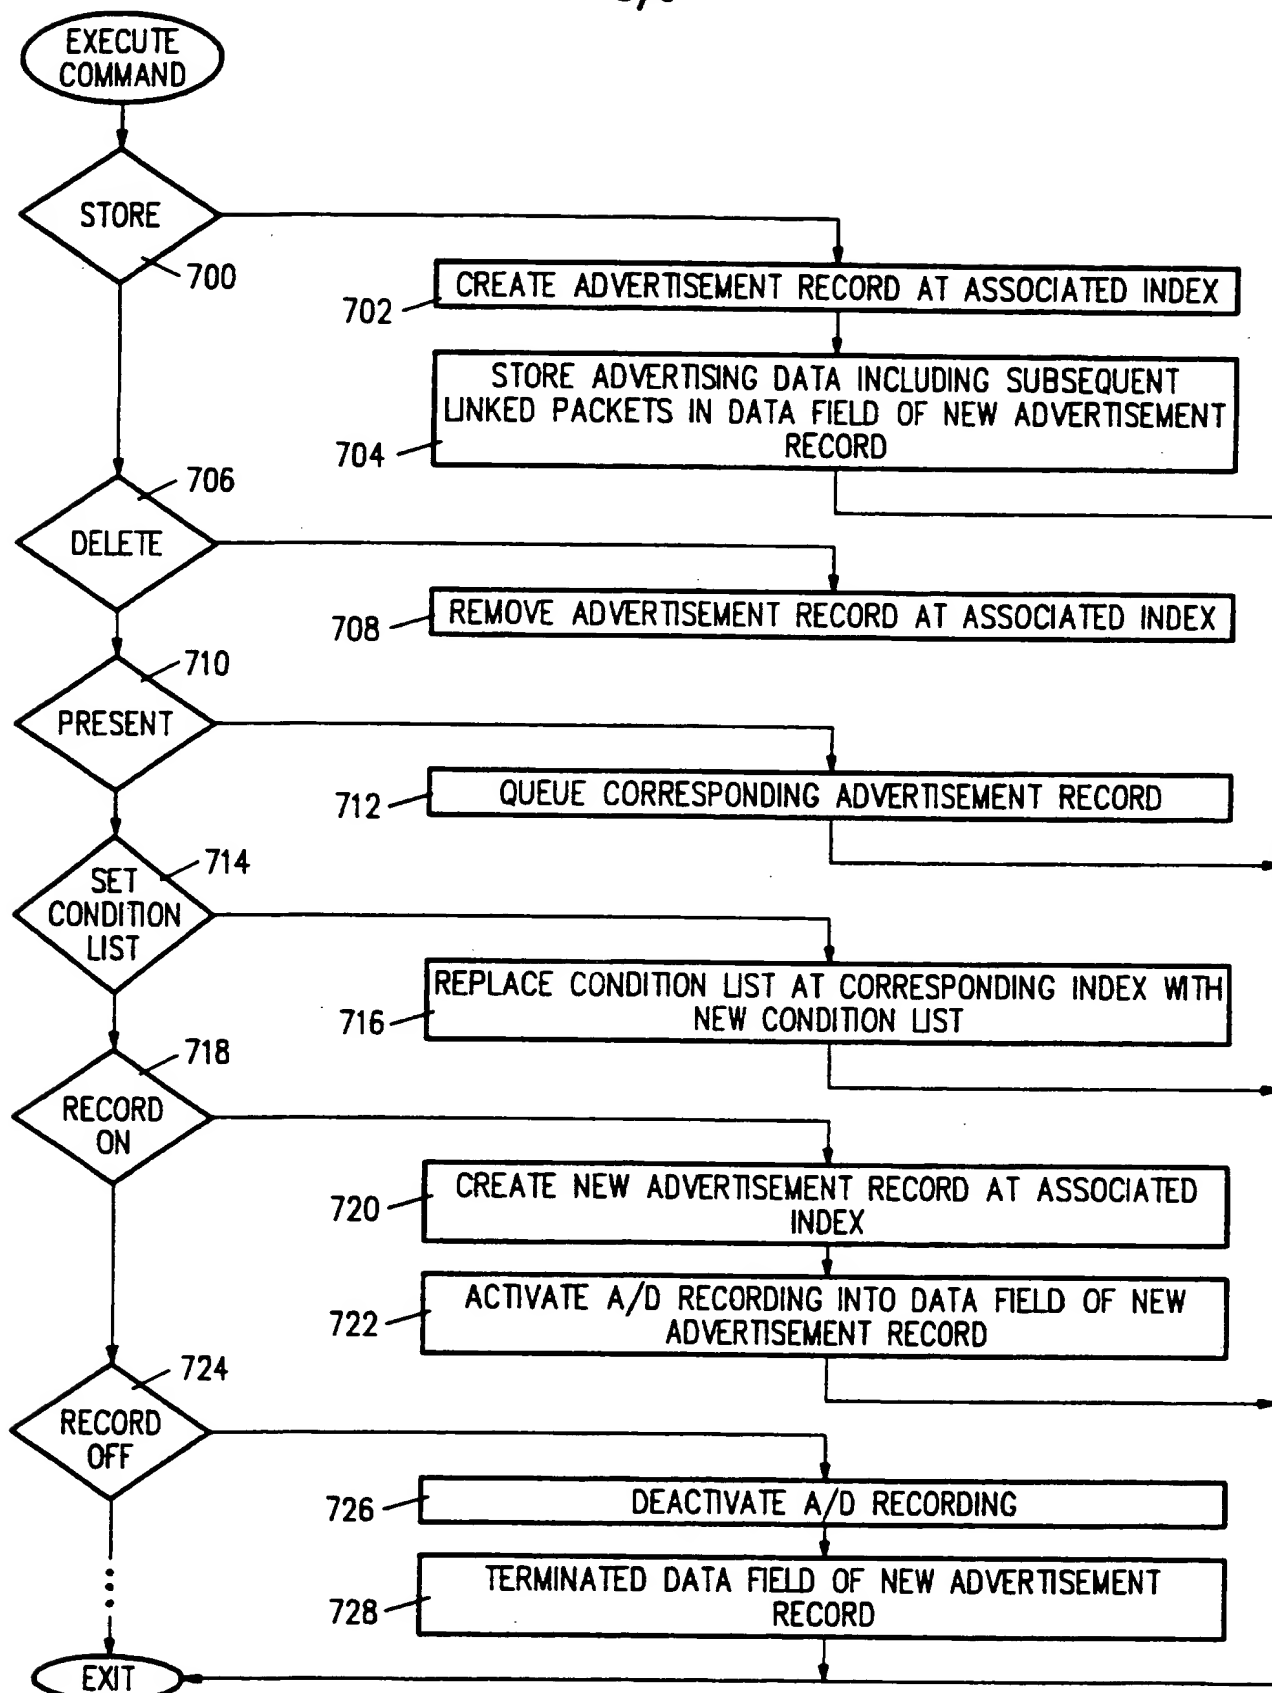 EXECUTE
COMMAND
STORE
700
CREATE ADVERTISEMENT RECORD AT ASSOCIATED INDEX
702
STORE ADVERTISING DATA INCLUDING SUBSEQUENT
LINKED PACKETS IN DATA FIELD OF NEW ADVERTISEMENT
RECORD
704
706
DELETE
REMOVE ADVERTISEMENT RECORD AT ASSOCIATED INDEX
708
710
PRESENT
QUEUE CORRESPONDING ADVERTISEMENT RECORD
712
714
SET
CONDITION
LIST
REPLACE CONDITION LIST AT CORRESPONDING INDEX WITH
NEW CONDITION LIST
716
718
RECORD
ON
CREATE NEW ADVERTISEMENT RECORD AT ASSOCIATED
INDEX
720
ACTIVATE A/D RECORDING INTO DATA FIELD OF NEW
ADVERTISEMENT RECORD
722
724
RECORD
OFF
DEACTIVATE A/D RECORDING
726
TERMINATED DATA FIELD OF NEW ADVERTISEMENT
RECORD
728
EXIT